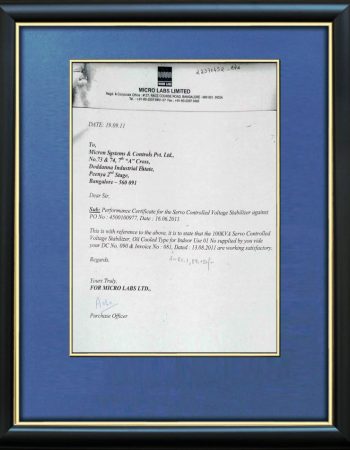 MICRO LABS LIMITED
DATE: 19.09.11
To,
Micron Systems & Controls Pvt. Ltd.,
No.73 & 74, 7th "A" Cross,
Doddanna Industrial Estate,
Peenya 2nd Stage,
Bangalore – 560 091
Dear Sir,
Sub: Performance Certificate for the Servo Controlled Voltage Stabilizer against
PO No : 4500100977. Date : 16.06.2011
This is with reference to the above, it is to state that the 100KVA Servo Controlled
Voltage Stabilizer, Oil Cooled Type for Indoor Use 01 No supplied by you vide
your DC No. 090 & Invoice No : 081, Dated : 13.08.2011 are working satisfactory.
Regards.
Yours Truly,
FOR MICRO LABS LTD.,
Purchase Officer